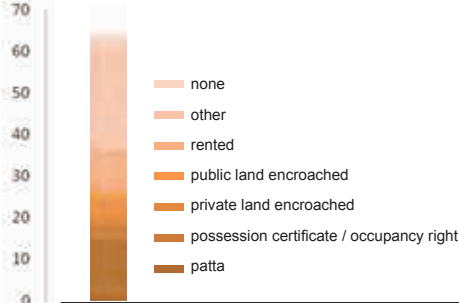 70
60
50
40
30
20
10
0
none
other
rented
public land encroached
private land encroached
possession certificate / occupancy right
patta